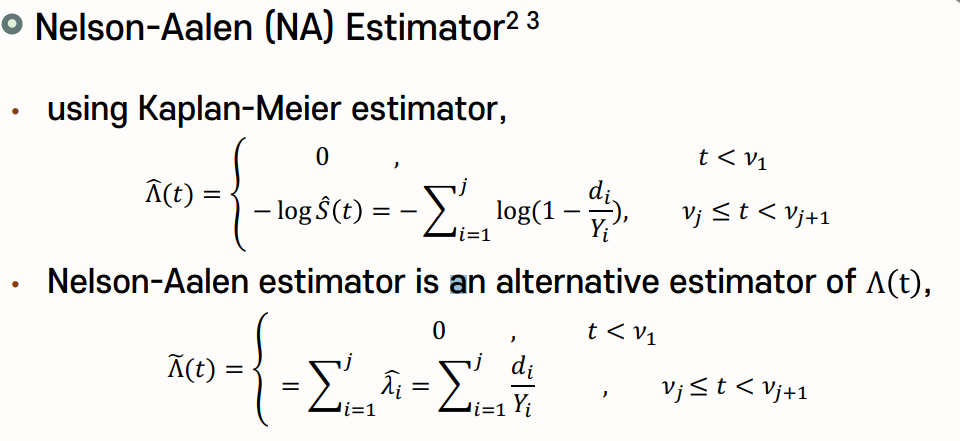 Nelson-Aalen (NA) Estimator² ³
• using Kaplan-Meier estimator,
Λ̂(t) = { 0 , t < ν₁
− log Ŝ(t) = − ∑ᵢ₌₁ʲ log(1 − dᵢ/Yᵢ), νⱼ ≤ t < νⱼ₊₁
• Nelson-Aalen estimator is an alternative estimator of Λ(t),
Λ̃(t) = { 0 , t < ν₁
= ∑ᵢ₌₁ʲ λ̂ᵢ = ∑ᵢ₌₁ʲ dᵢ/Yᵢ , νⱼ ≤ t < νⱼ₊₁